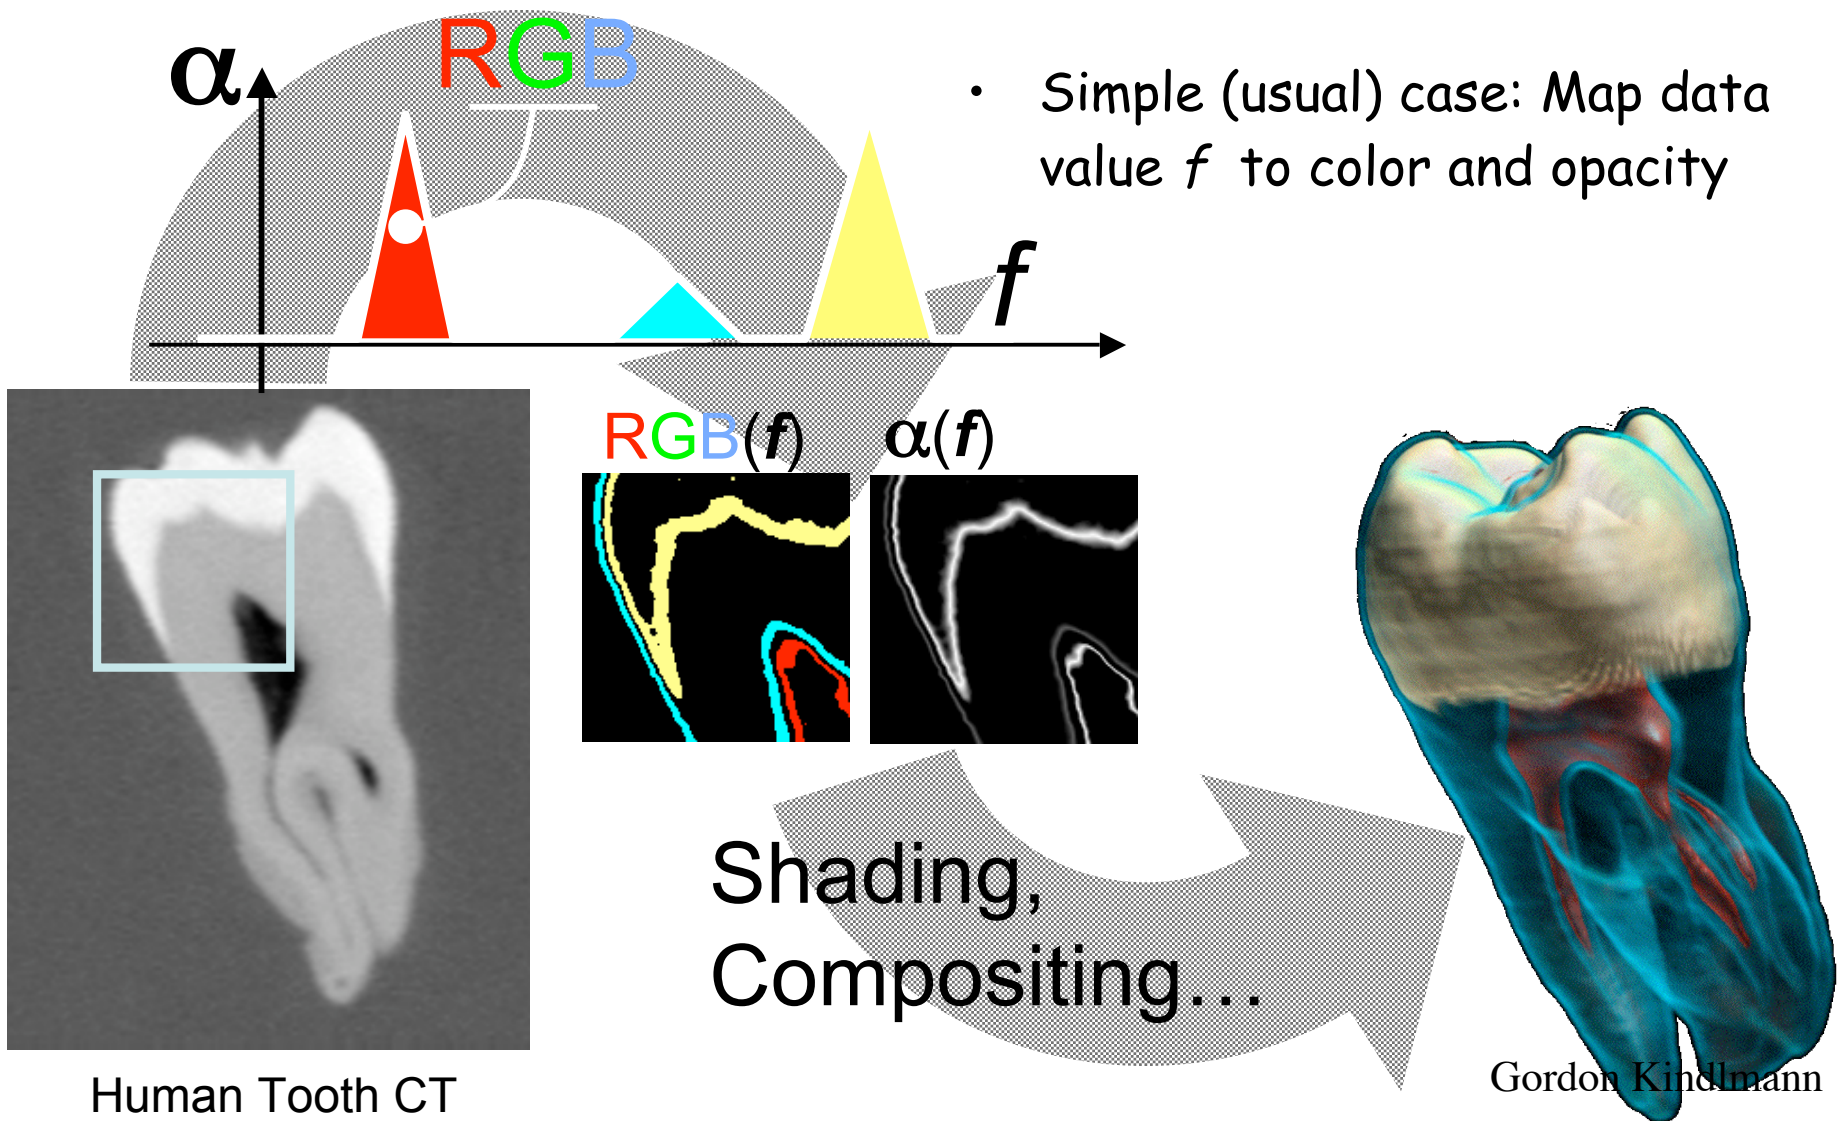 α
RGB
• Simple (usual) case: Map data
value f to color and opacity
f
RGB(f)
α(f)
Shading,
Compositing…
Gordon Kindlmann
Human Tooth CT